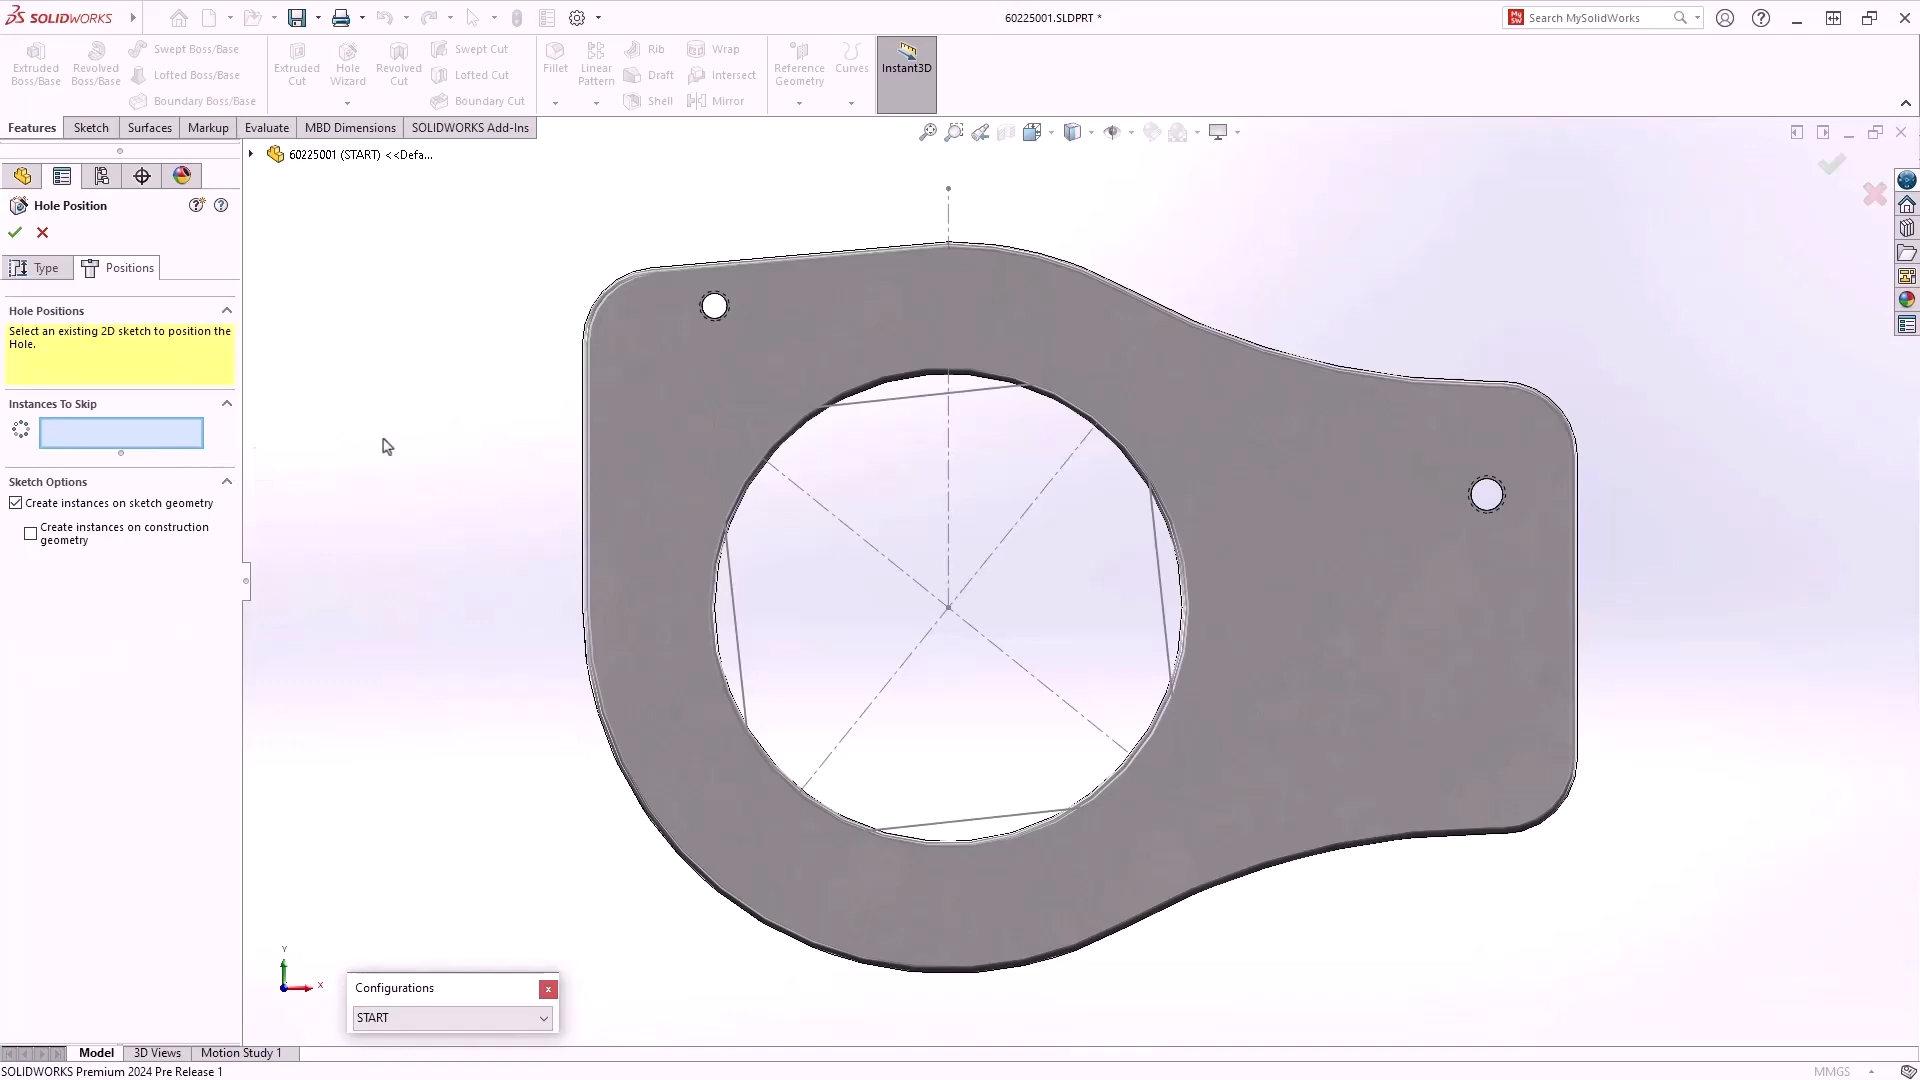 SOLIDWORKS
60225001.SLDPRT *
Search MySolidWorks
Extruded Boss/Base
Revolved Boss/Base
Swept Boss/Base
Lofted Boss/Base
Boundary Boss/Base
Extruded Cut
Hole Wizard
Revolved Cut
Swept Cut
Lofted Cut
Boundary Cut
Fillet
Linear Pattern
Rib
Draft
Shell
Wrap
Intersect
Mirror
Reference Geometry
Curves
Instant3D
Features
Sketch
Surfaces
Markup
Evaluate
MBD Dimensions
SOLIDWORKS Add-Ins
60225001 (START) <<Defa...
Hole Position
Type
Positions
Hole Positions
Select an existing 2D sketch to position the
Hole.
Instances To Skip
Sketch Options
Create instances on sketch geometry
Create instances on construction
geometry
Y
X
Configurations
START
Model
3D Views
Motion Study 1
SOLIDWORKS Premium 2024 Pre Release 1
MMGS